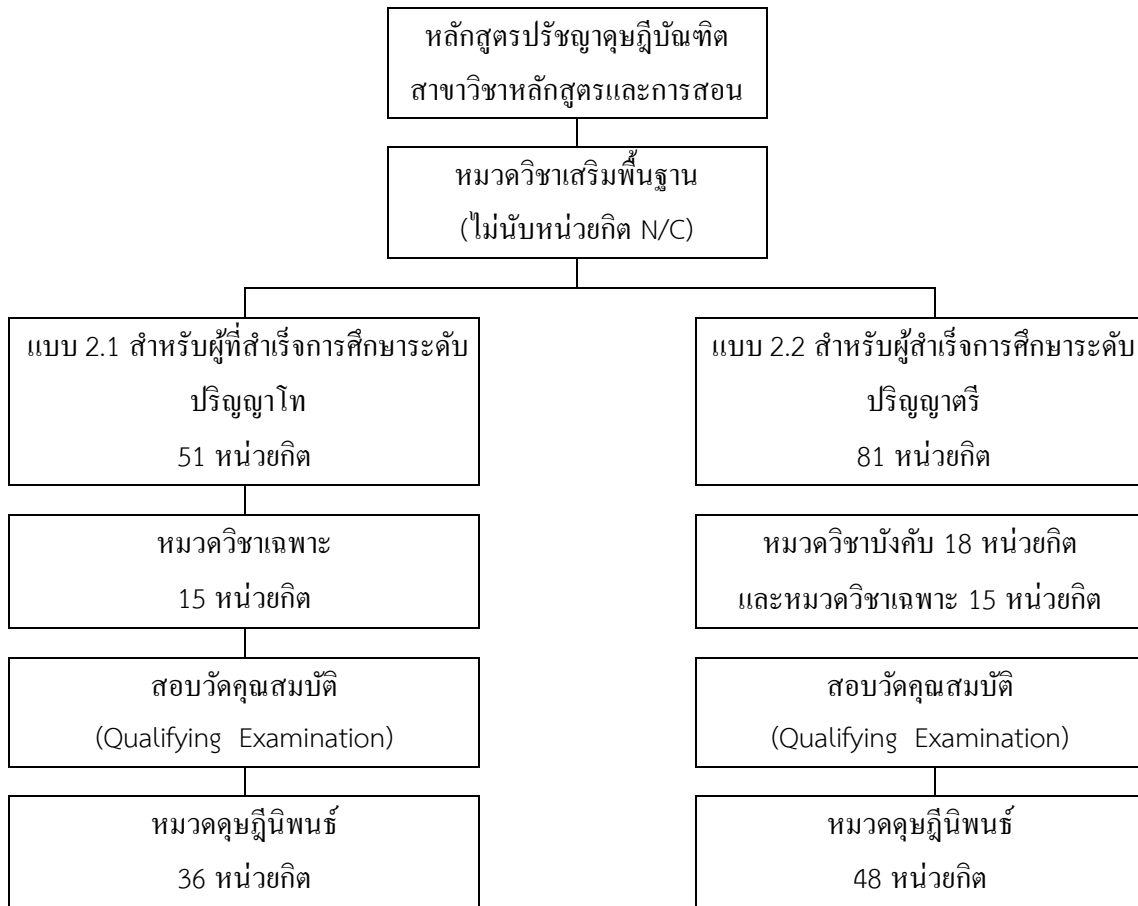 หลักสูตรปรัชญาดุษฎีบัณฑิต
สาขาวิชาหลักสูตรและการสอน
หมวดวิชาเสริมพื้นฐาน
(ไม่นับหน่วยกิต N/C)
แบบ 2.1 สำหรับผู้ที่สำเร็จการศึกษาระดับ
ปริญญาโท
51 หน่วยกิต
แบบ 2.2 สำหรับผู้สำเร็จการศึกษาระดับ
ปริญญาตรี
81 หน่วยกิต
หมวดวิชาเฉพาะ
15 หน่วยกิต
หมวดวิชาบังคับ 18 หน่วยกิต
และหมวดวิชาเฉพาะ 15 หน่วยกิต
สอบวัดคุณสมบัติ
(Qualifying Examination)
สอบวัดคุณสมบัติ
(Qualifying Examination)
หมวดดุษฎีนิพนธ์
36 หน่วยกิต
หมวดดุษฎีนิพนธ์
48 หน่วยกิต